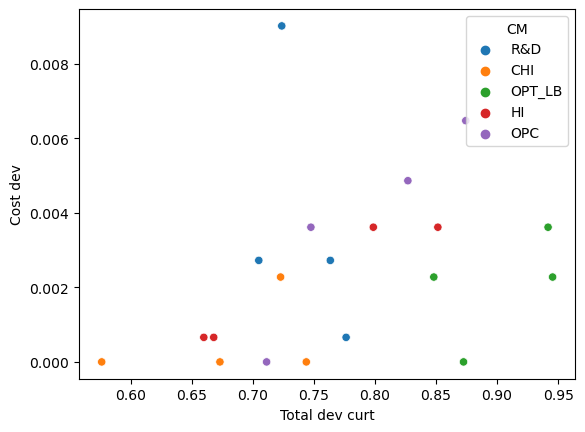 CM
R&D
CHI
OPT_LB
HI
OPC
0.008
0.006
0.004
0.002
0.000
Cost dev
0.60 0.65 0.70 0.75 0.80 0.85 0.90 0.95
Total dev curt